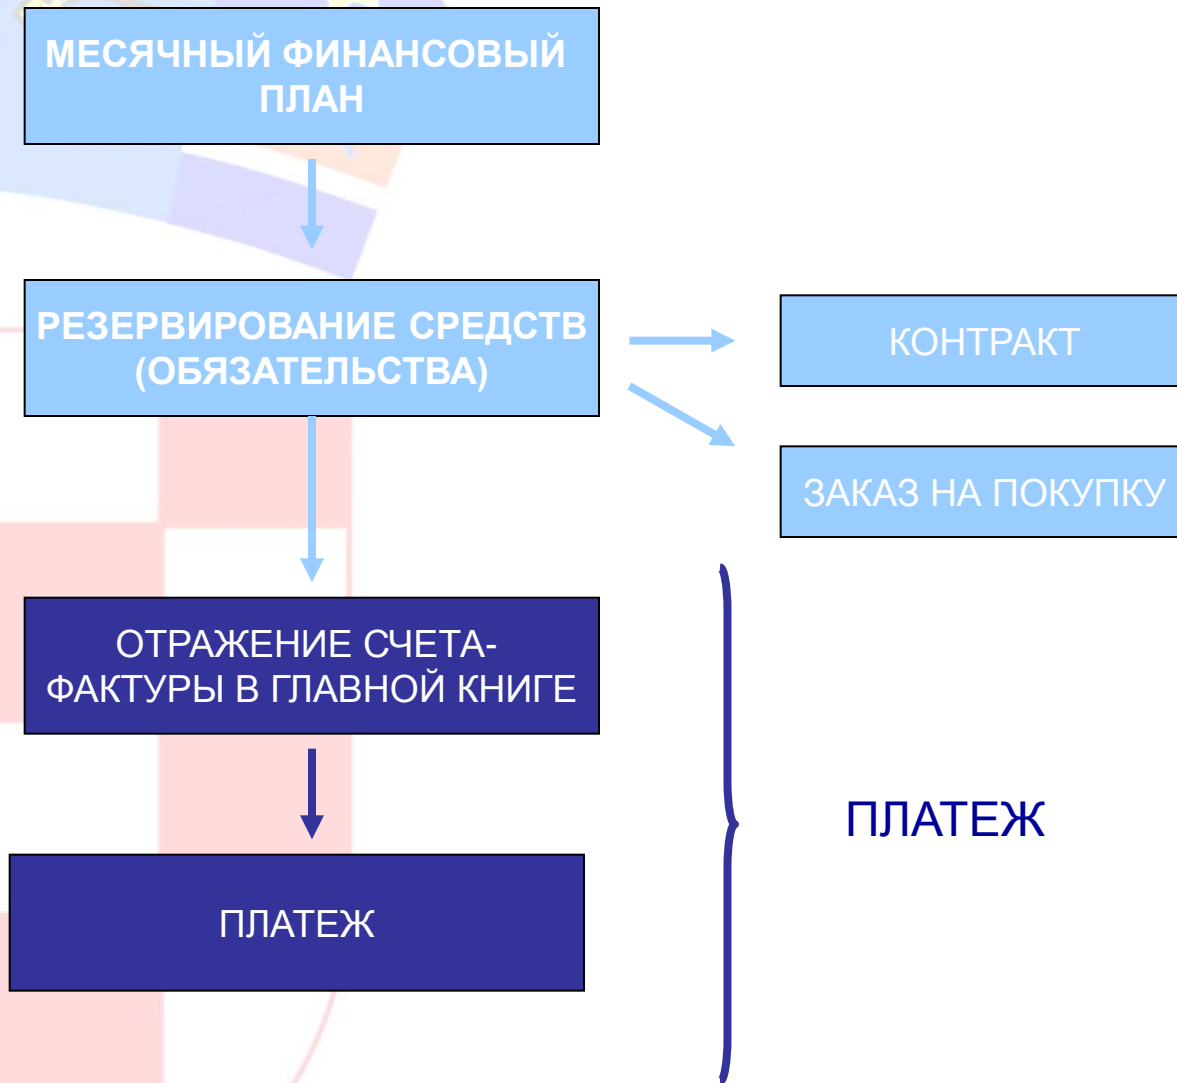 МЕСЯЧНЫЙ ФИНАНСОВЫЙ
ПЛАН
РЕЗЕРВИРОВАНИЕ СРЕДСТВ
(ОБЯЗАТЕЛЬСТВА)
КОНТРАКТ
ЗАКАЗ НА ПОКУПКУ
ОТРАЖЕНИЕ СЧЕТА-
ФАКТУРЫ В ГЛАВНОЙ КНИГЕ
ПЛАТЕЖ
ПЛАТЕЖ